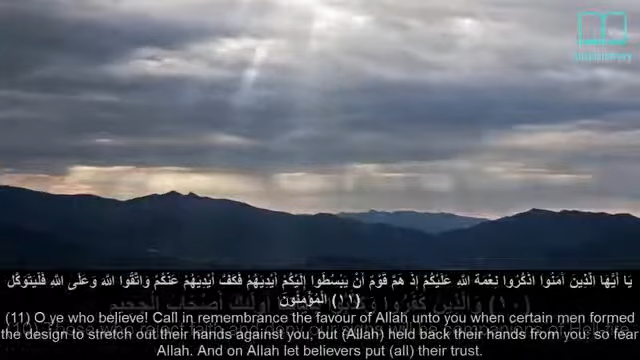 يَا أَيُّهَا الَّذِينَ آمَنُوا اذْكُرُوا نِعْمَةَ اللَّهِ عَلَيْكُمْ إِذْ هَمَّ قَوْمٌ أَنْ يَبْسُطُوا إِلَيْكُمْ أَيْدِيَهُمْ فَكَفَّ أَيْدِيَهُمْ عَنْكُمْ وَاتَّقُوا اللَّهَ وَعَلَى اللَّهِ فَلْيَتَوَكَّلِ
الْمُؤْمِنُونَ (١١)
(11) O ye who believe! Call in remembrance the favour of Allah unto you when certain men formed
the design to stretch out their hands against you, but (Allah) held back their hands from you: so fear
Allah. And on Allah let believers put (all) their trust.